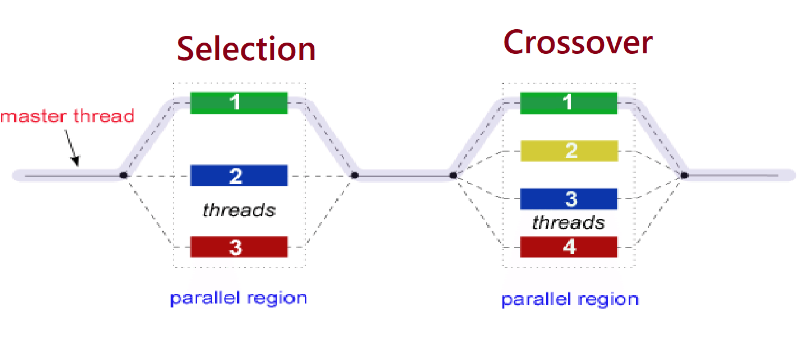 Selection
Crossover
master thread
1
2
threads
3
parallel region
1
2
3
threads
4
parallel region